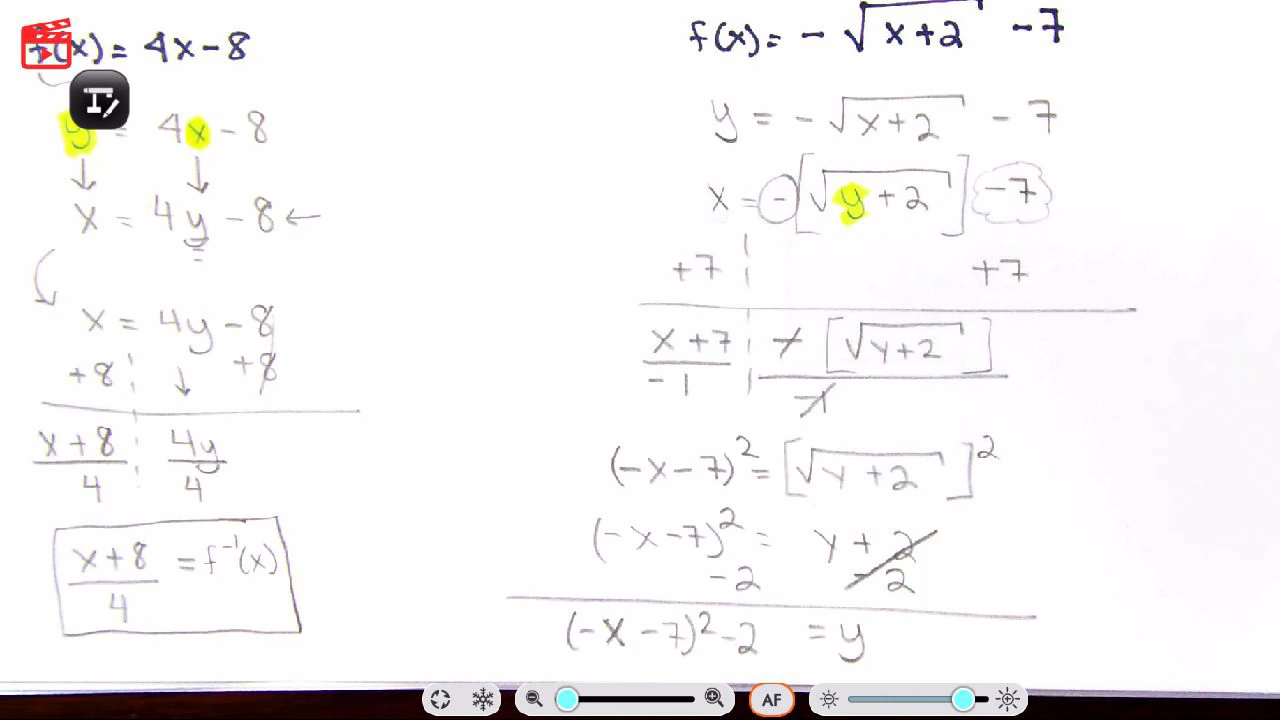 f(x) = 4x - 8
y = 4x - 8
x = 4y - 8 ←
x = 4y - 8
+8 +8
x + 8 4y
4 4
x + 8 = f⁻¹(x)
4
f(x) = - √x+2 - 7
y = - √x+2 - 7
x = - [√y+2] - 7
+7 +7
x + 7 - [√y+2]
-1 -1
(-x - 7)² = [√y+2]²
(-x - 7)² = y + 2
-2 -2
(-x - 7)² - 2 = y
AF